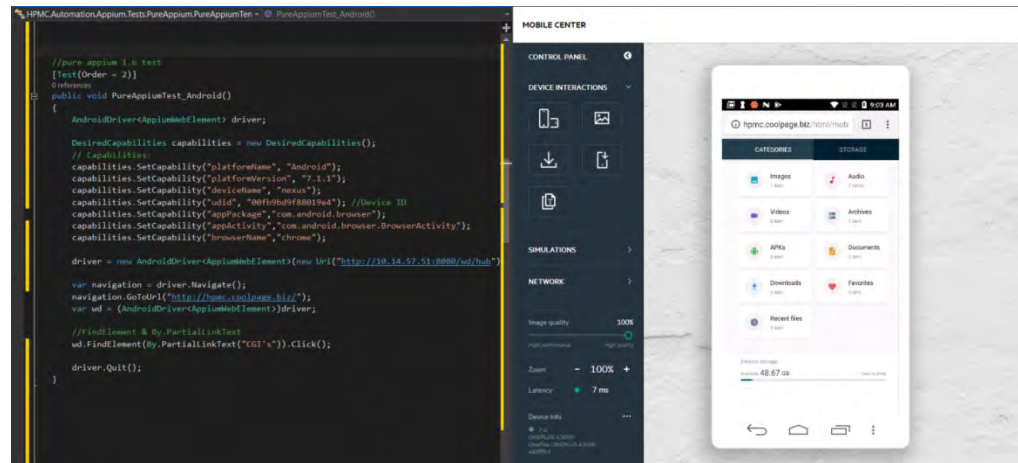 HPMC.Automation.Appium.Tests.PureAppium.PureAppiumTen
PureAppiumTest_Android()
//pure appium 1.6 test
[Test(Order = 2)]
0 references
public void PureAppiumTest_Android()
{
AndroidDriver<AppiumWebElement> driver;
DesiredCapabilities capabilities = new DesiredCapabilities();
// Capabilities:
capabilities.SetCapability("platformName", "Android");
capabilities.SetCapability("platformVersion", "7.1.1");
capabilities.SetCapability("deviceName", "nexus");
capabilities.SetCapability("udid", "00fb9bd9f88019e4"); //Device ID
capabilities.SetCapability("appPackage","com.android.browser");
capabilities.SetCapability("appActivity","com.android.browser.BrowserActivity");
capabilities.SetCapability("browserName","chrome");
driver = new AndroidDriver<AppiumWebElement>(new Uri("http://10.14.57.51:8080/wd/hub")
var navigation = driver.Navigate();
navigation.GoToUrl("http://hpmc.coolpage.biz/");
var wd = (AndroidDriver<AppiumWebElement>)driver;
//FindElement & By.PartialLinkText
wd.FindElement(By.PartialLinkText("CGI's")).Click();
driver.Quit();
}
MOBILE CENTER
CONTROL PANEL
DEVICE INTERACTIONS
SIMULATIONS
NETWORK
Image quality 100%
High performance High quality
Zoom - 100% +
Latency 7 ms
Device Info
9:03 AM
hpmc.coolpage.biz/html/mob
CATEGORIES STORAGE
Images Audio
Videos Archives
APKs Documents
Downloads Favorites
Recent files
48.67